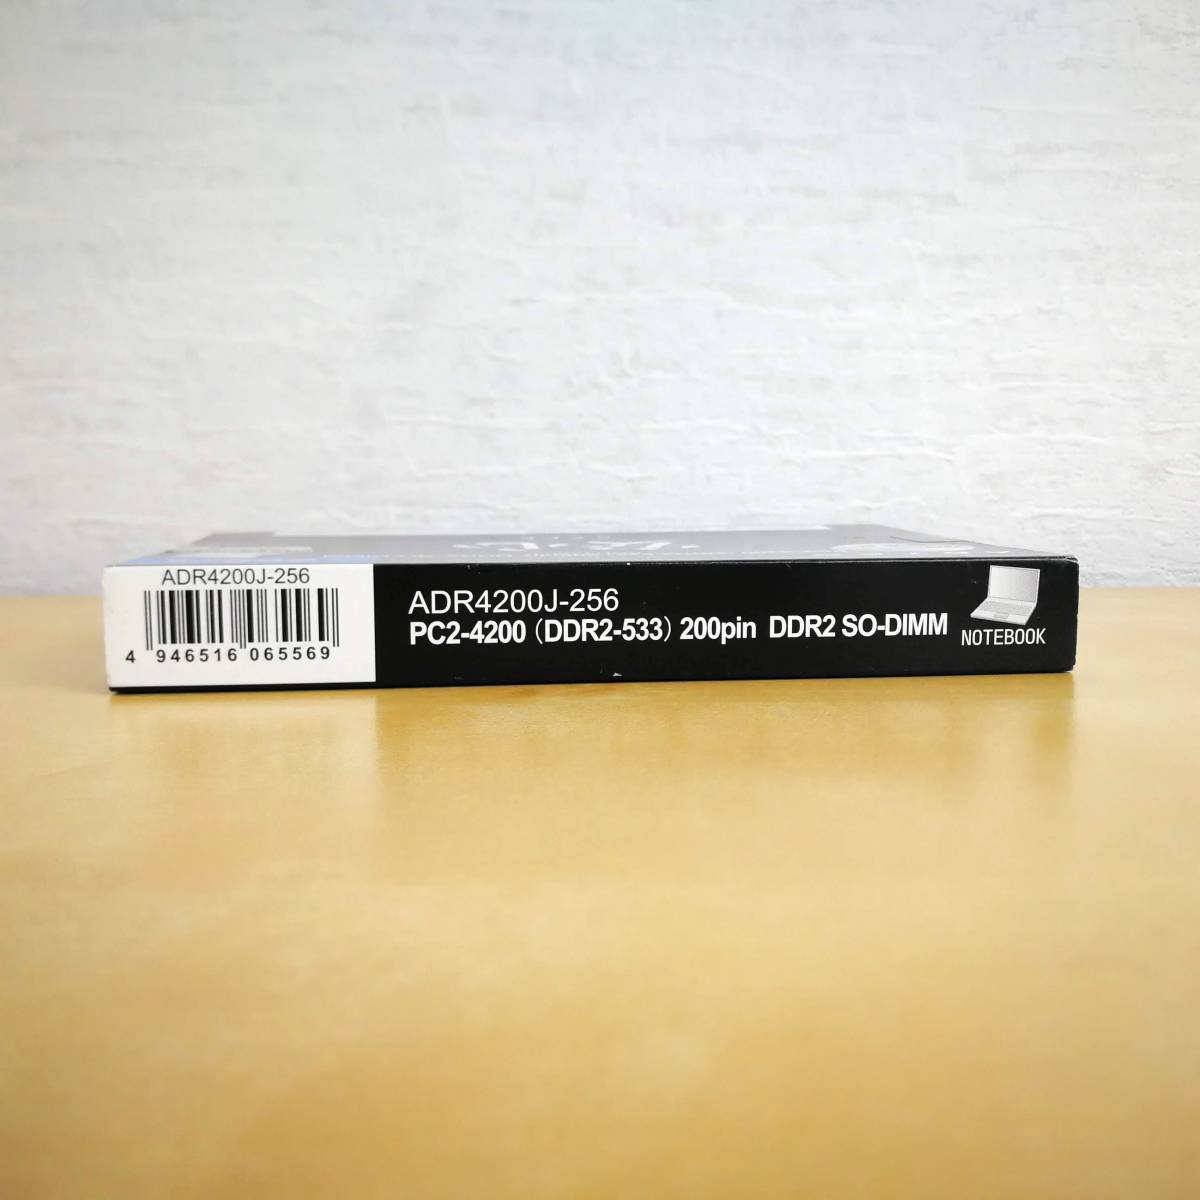 ADR4200J-256
4 946516 065569
ADR4200J-256
PC2-4200 (DDR2-533) 200pin DDR2 SO-DIMM
NOTEBOOK